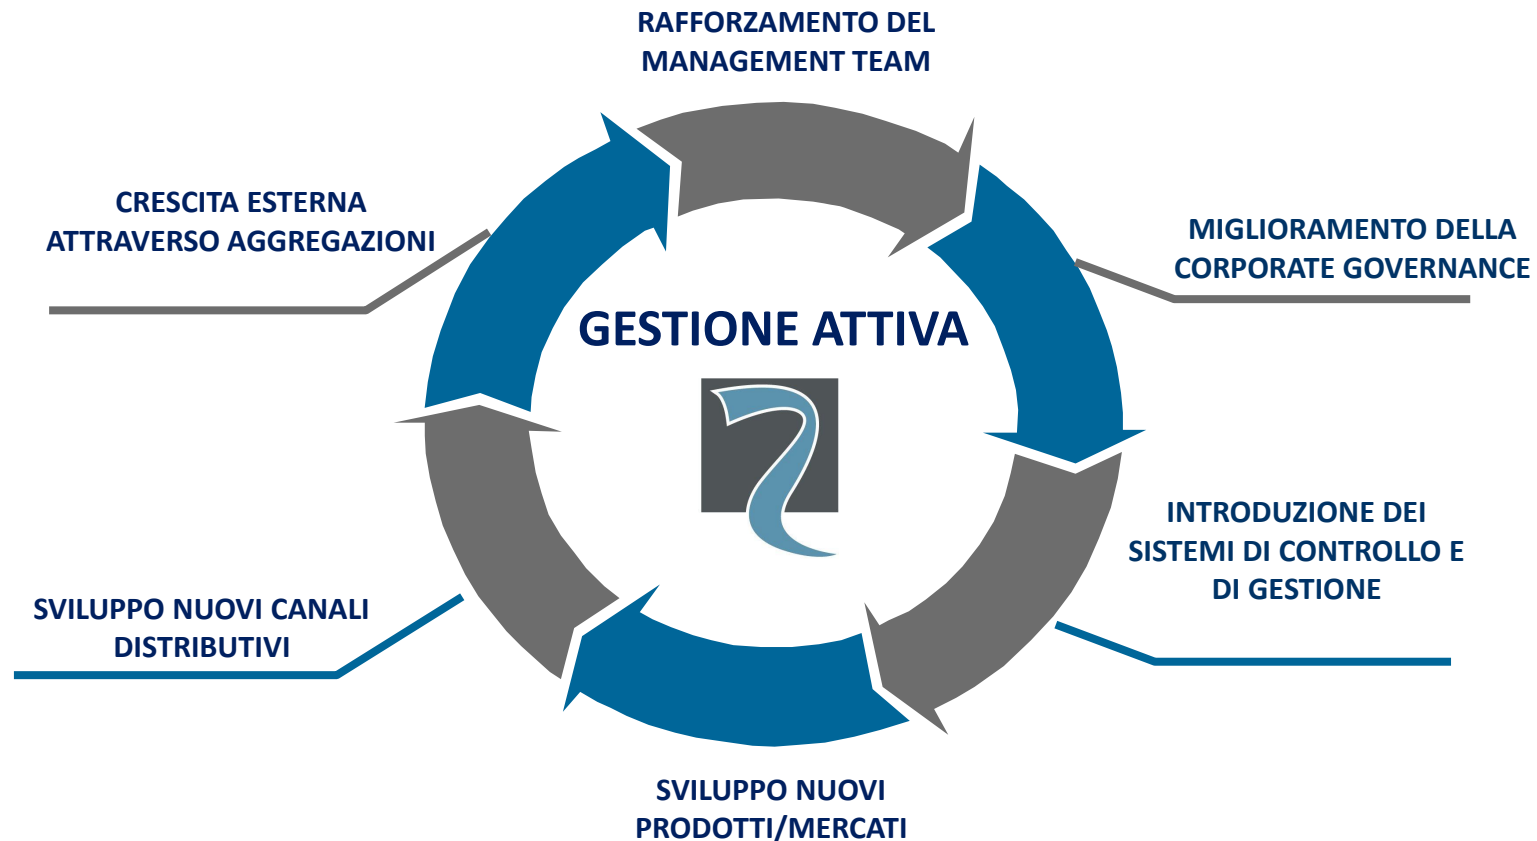 RAFFORZAMENTO DEL
MANAGEMENT TEAM
CRESCITA ESTERNA
ATTRAVERSO AGGREGAZIONI
MIGLIORAMENTO DELLA
CORPORATE GOVERNANCE
GESTIONE ATTIVA
INTRODUZIONE DEI
SISTEMI DI CONTROLLO E
DI GESTIONE
SVILUPPO NUOVI CANALI
DISTRIBUTIVI
SVILUPPO NUOVI
PRODOTTI/MERCATI